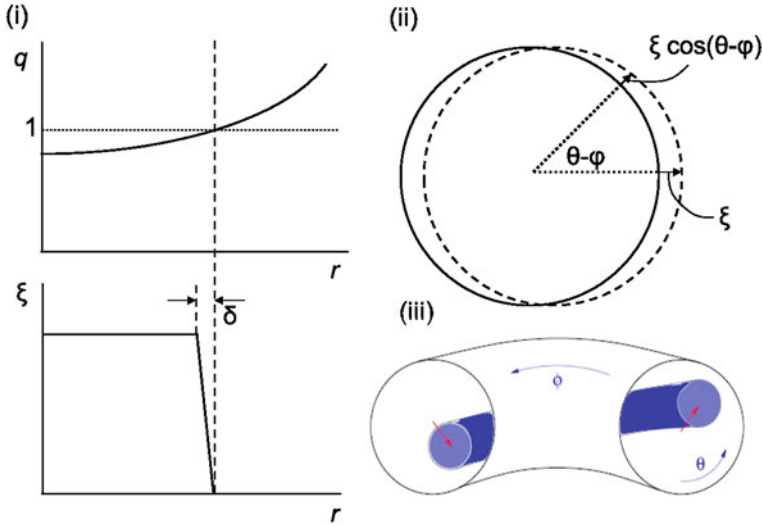 (i)
q
1
r
ξ
δ
r
(ii)
ξ cos(θ-φ)
θ-φ
ξ
(iii)
ϕ
θ